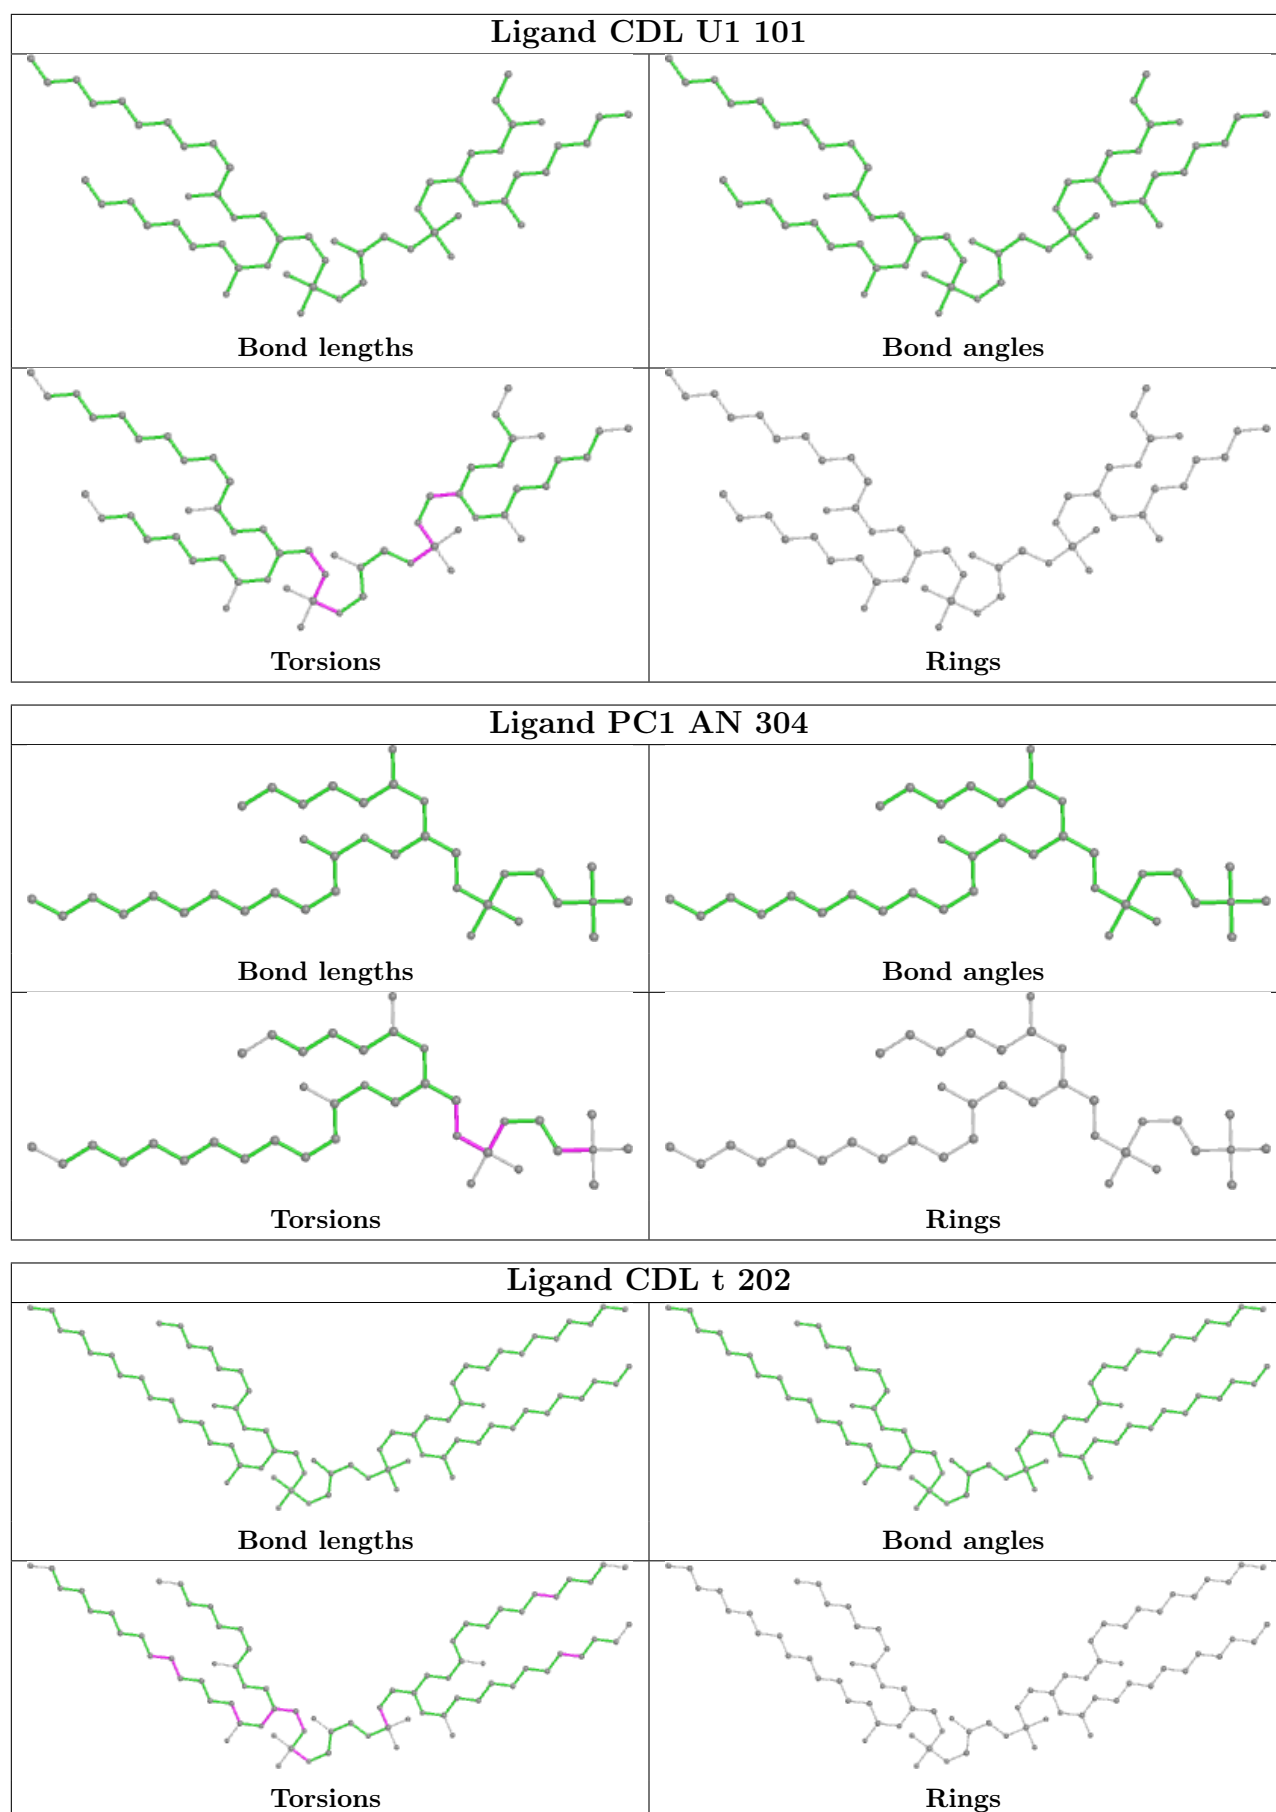 Ligand CDL U1 101
Bond lengths
Bond angles
Torsions
Rings
Ligand PC1 AN 304
Bond lengths
Bond angles
Torsions
Rings
Ligand CDL t 202
Bond lengths
Bond angles
Torsions
Rings